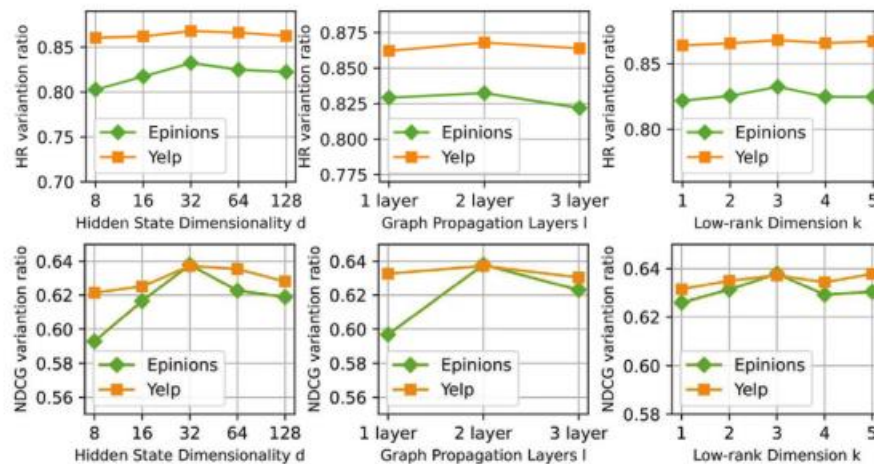 HR variantion ratio
0.85
0.80
0.75
0.70
Epinions
Yelp
8 16 32 64 128
Hidden State Dimensionality d
HR variantion ratio
0.875
0.850
0.825
0.800
0.775
Epinions
Yelp
1 layer 2 layer 3 layer
Graph Propagation Layers l
HR variantion ratio
0.85
0.80
Epinions
Yelp
1 2 3 4 5
Low-rank Dimension k
NDCG variantion ratio
0.64
0.62
0.60
0.58
0.56
Epinions
Yelp
8 16 32 64 128
Hidden State Dimensionality d
NDCG variantion ratio
0.64
0.62
0.60
0.58
0.56
Epinions
Yelp
1 layer 2 layer 3 layer
Graph Propagation Layers l
NDCG variantion ratio
0.64
0.62
0.60
0.58
Epinions
Yelp
1 2 3 4 5
Low-rank Dimension k